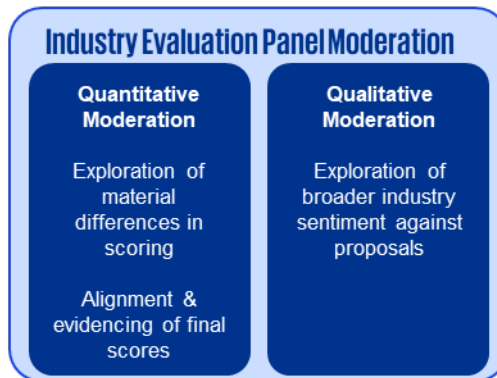 Industry Evaluation Panel Moderation
Quantitative
Moderation
Exploration of
material
differences in
scoring
Alignment &
evidencing of final
scores
Qualitative
Moderation
Exploration of
broader industry
sentiment against
proposals